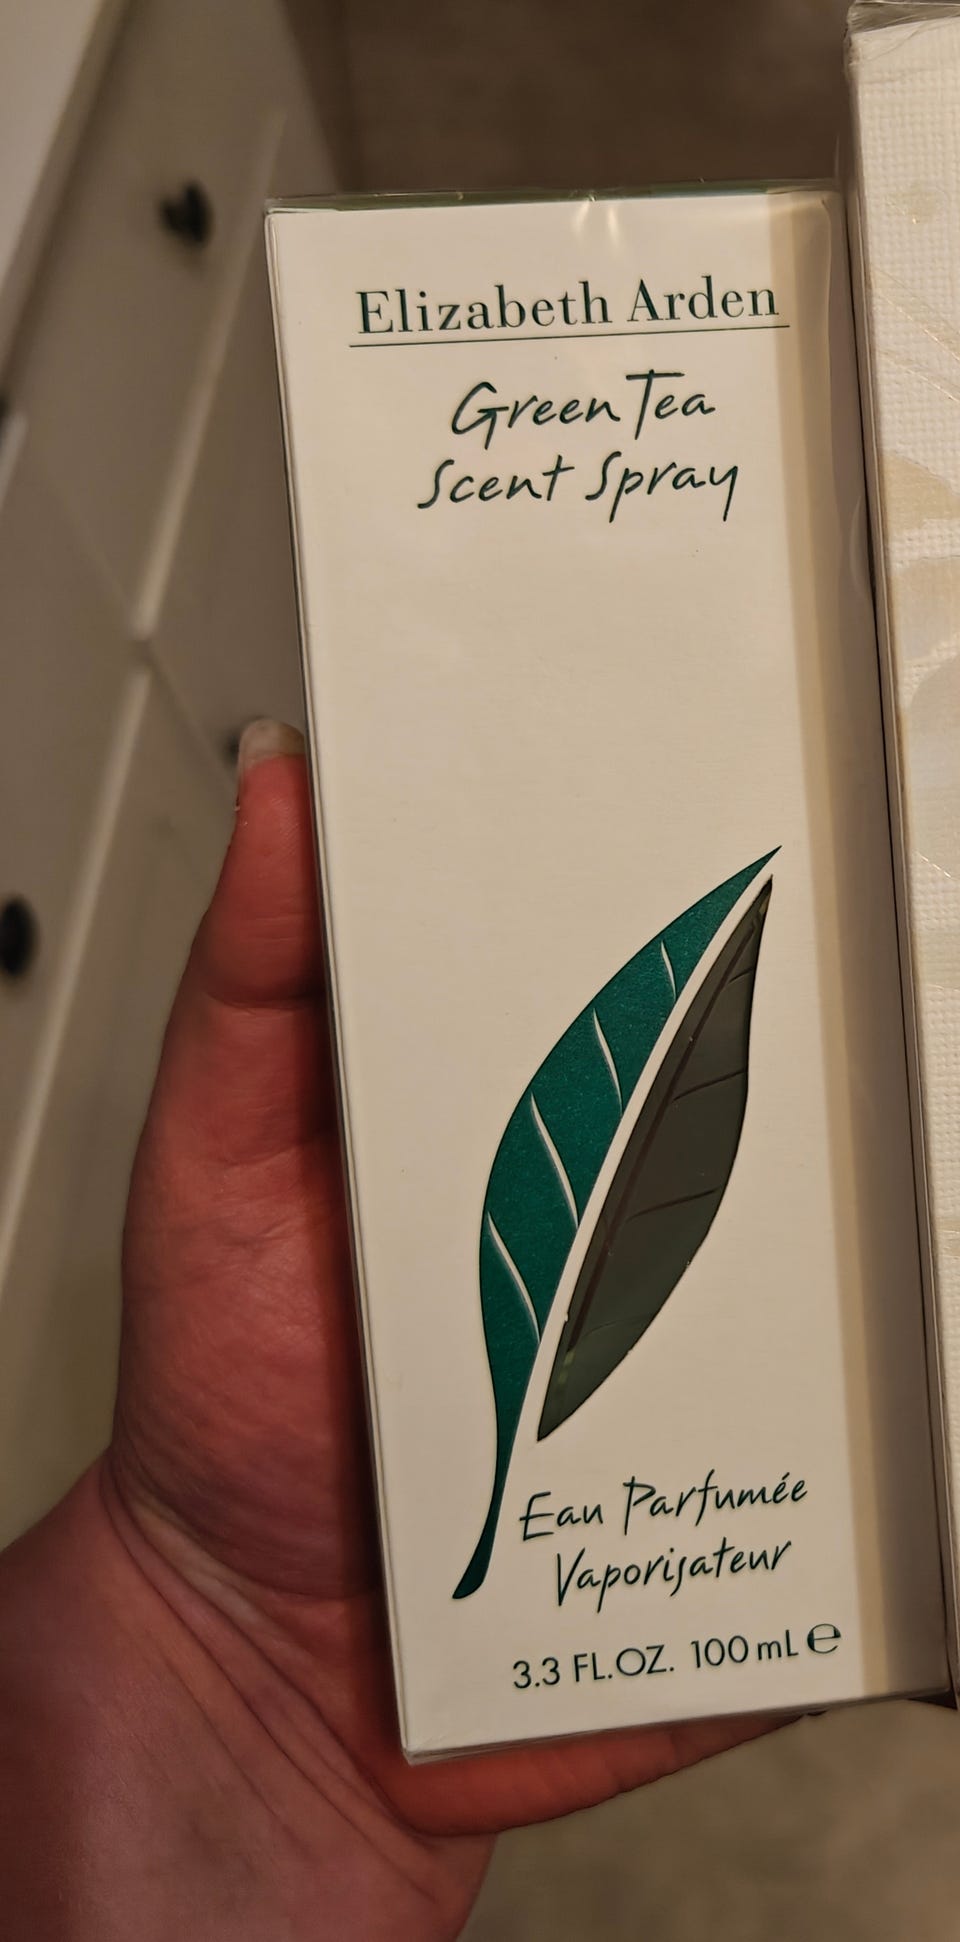 Elizabeth Arden
Green Tea
Scent Spray
Eau Parfumée
Vaporisateur
3.3 FL.OZ. 100 mL ℮